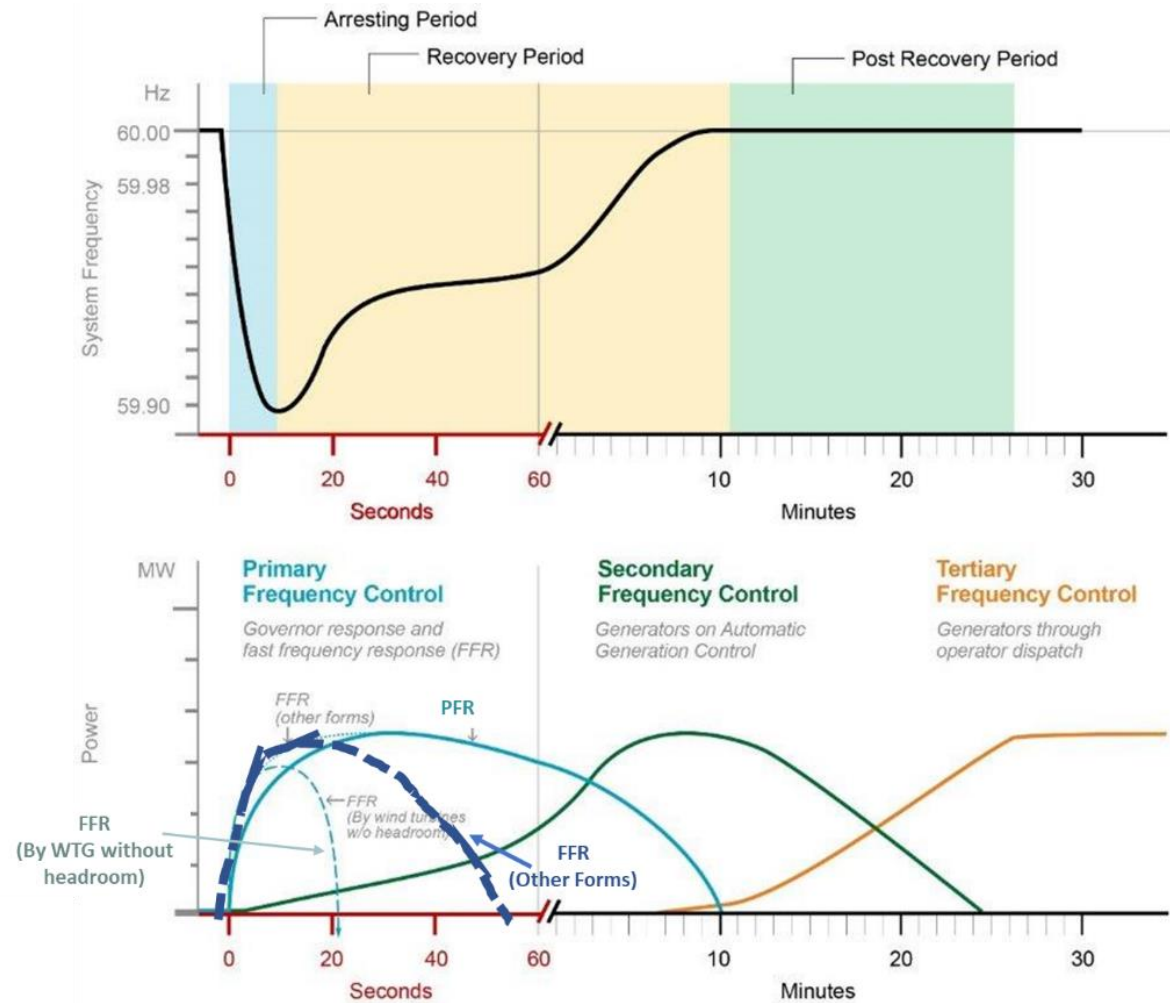 Arresting Period
Recovery Period
Post Recovery Period
Hz
60.00
59.98
59.90
System Frequency
0 20 40 60 10 20 30
Seconds Minutes
MW
Power
Primary
Frequency Control
Governor response and
fast frequency response (FFR)
Secondary
Frequency Control
Generators on Automatic
Generation Control
Tertiary
Frequency Control
Generators through
operator dispatch
FFR
(other forms)
PFR
FFR
(By wind turbines
w/o headroom)
FFR
(By WTG without
headroom)
FFR
(Other Forms)
0 20 40 60 10 20 30
Seconds Minutes